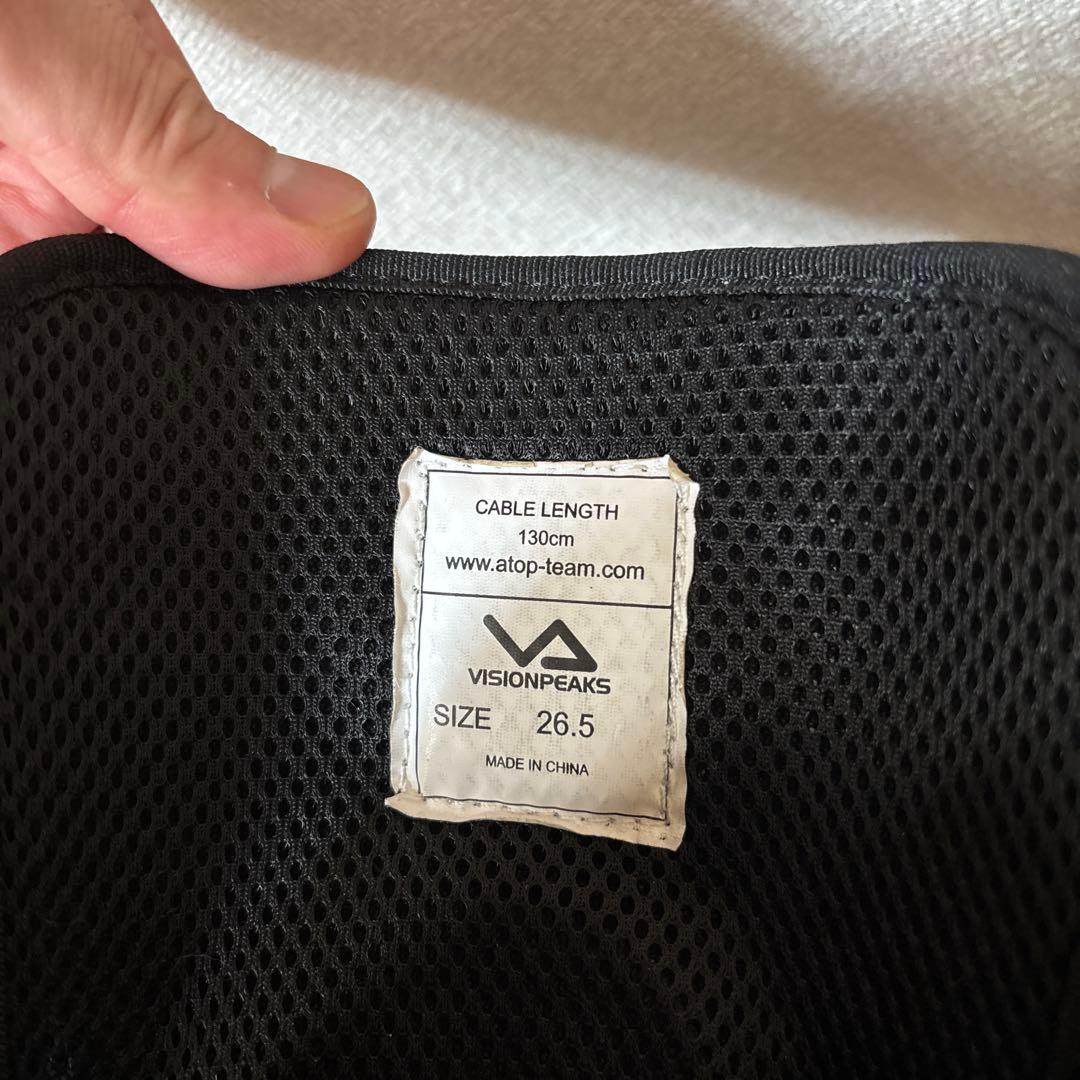 CABLE LENGTH
130cm
www.atop-team.com
VISIONPEAKS
SIZE 26.5
MADE IN CHINA